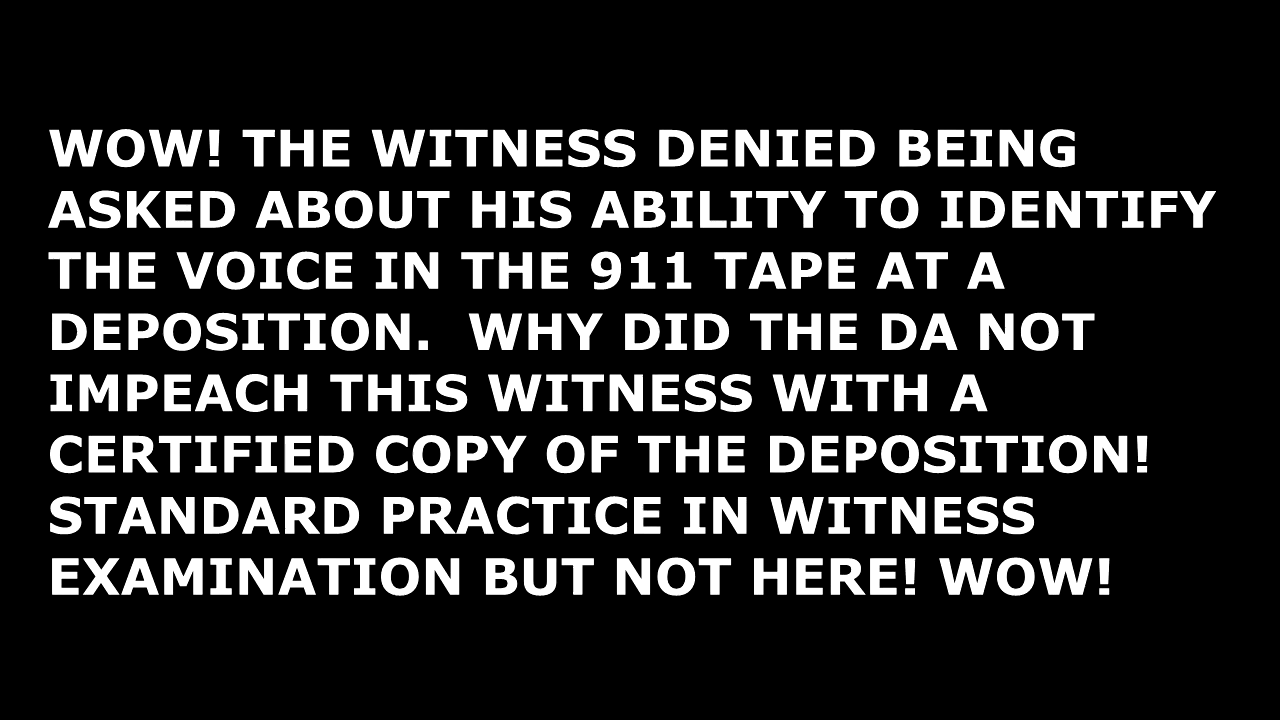 WOW! THE WITNESS DENIED BEING
ASKED ABOUT HIS ABILITY TO IDENTIFY
THE VOICE IN THE 911 TAPE AT A
DEPOSITION.  WHY DID THE DA NOT
IMPEACH THIS WITNESS WITH A
CERTIFIED COPY OF THE DEPOSITION!
STANDARD PRACTICE IN WITNESS
EXAMINATION BUT NOT HERE! WOW!